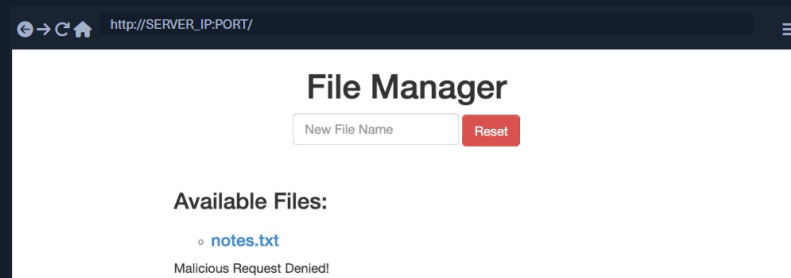 http://SERVER_IP:PORT/
File Manager
New File Name Reset
Available Files:
notes.txt
Malicious Request Denied!